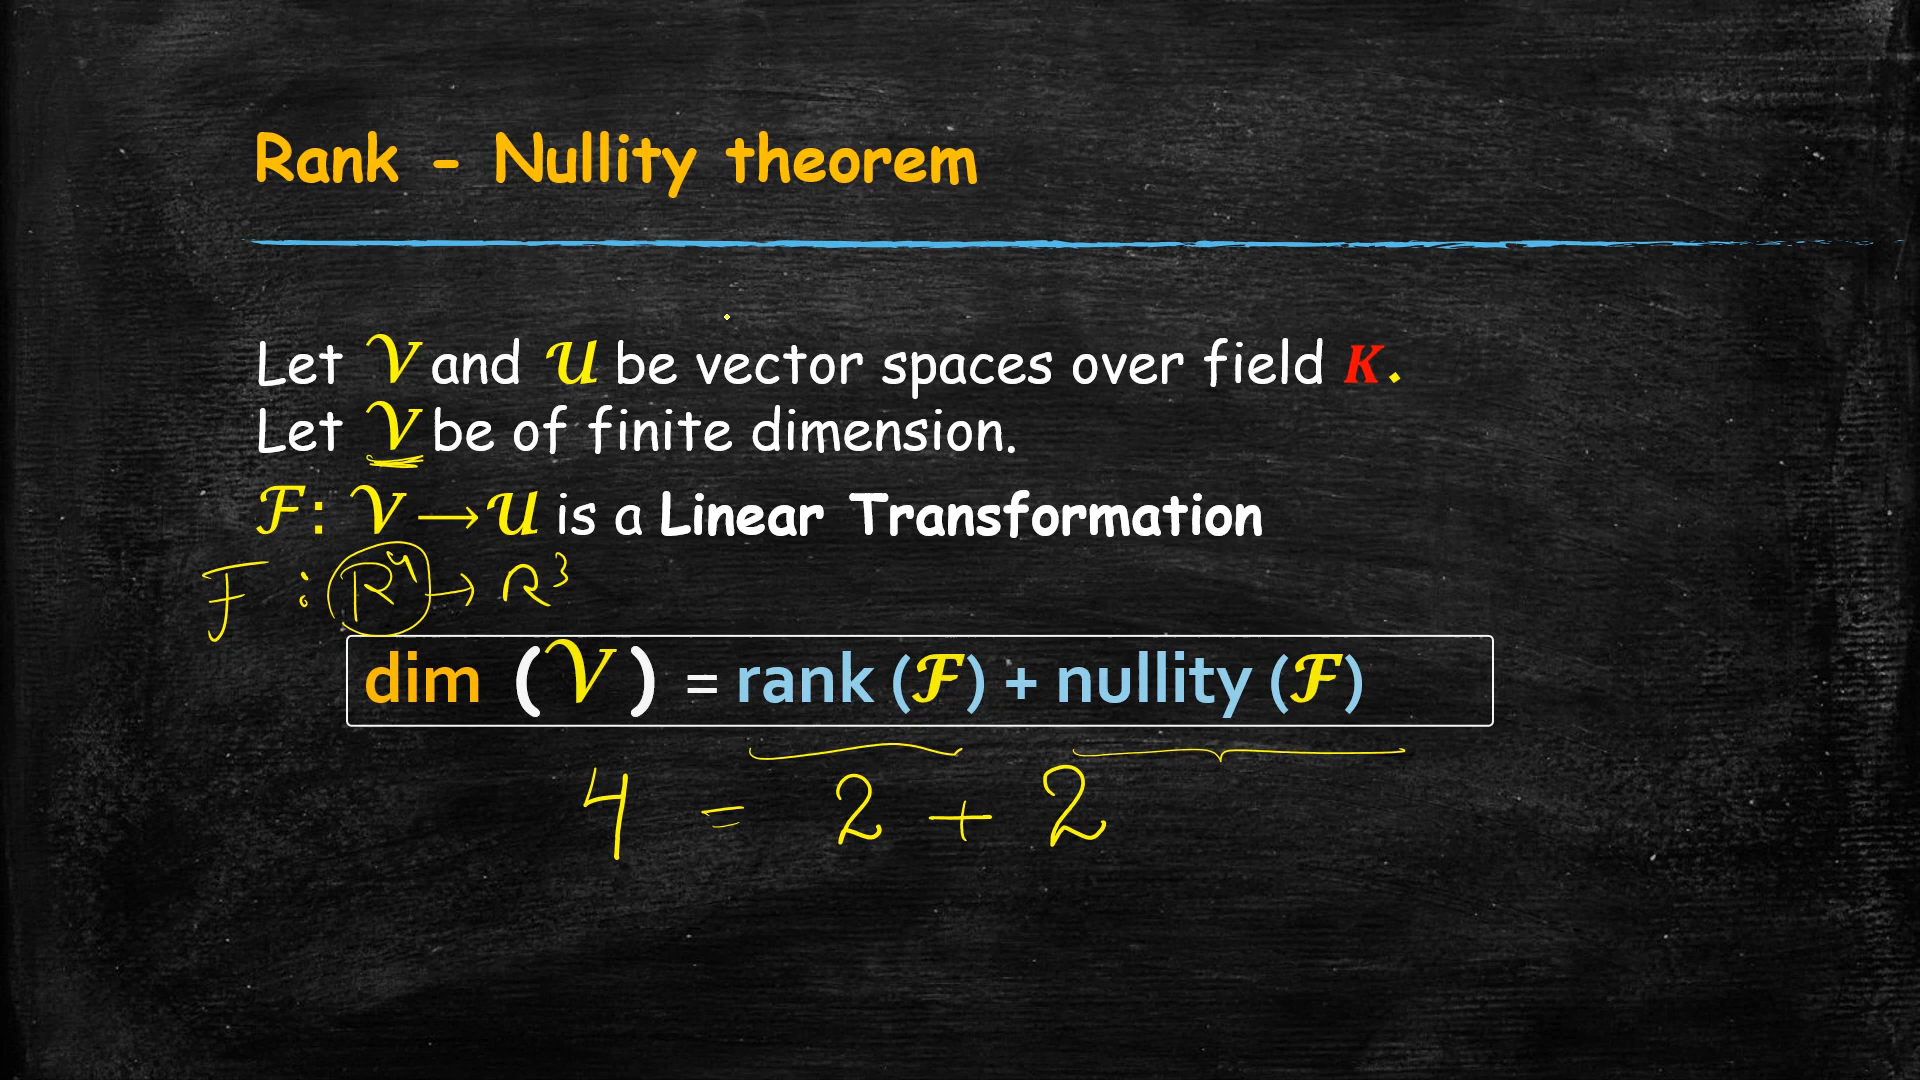 Rank - Nullity theorem
Let 𝒱 and 𝒰 be vector spaces over field K.
Let 𝒱 be of finite dimension.
ℱ: 𝒱 ⟶ 𝒰 is a Linear Transformation
F : R⁴ → R³
dim (𝒱) = rank (ℱ) + nullity (ℱ)
4 = 2 + 2